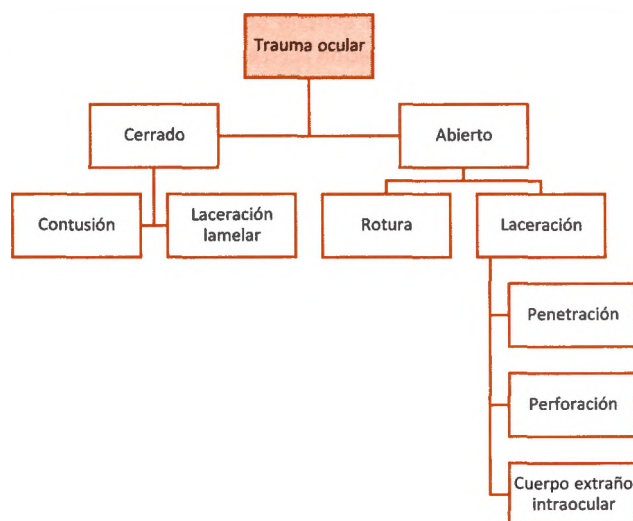 Trauma ocular
Cerrado
Abierto
Contusión
Laceración
lamelar
Rotura
Laceración
Penetración
Perforación
Cuerpo extraño
intraocular